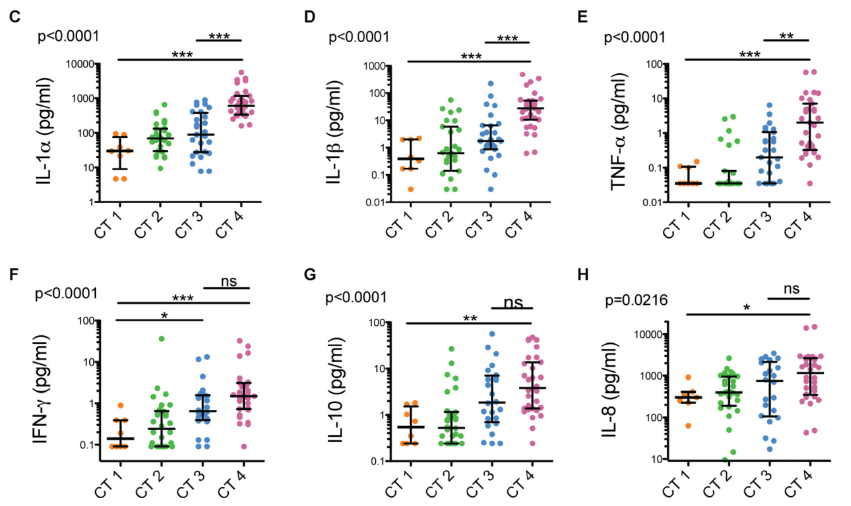 C
p<0.0001
***
***
IL-1α (pg/ml)
10000
1000
100
10
1
CT 1
CT 2
CT 3
CT 4
D
p<0.0001
***
***
IL-1β (pg/ml)
1000
100
10
1
0.1
0.01
CT 1
CT 2
CT 3
CT 4
E
p<0.0001
**
***
TNF-α (pg/ml)
100
10
1
0.1
0.01
CT 1
CT 2
CT 3
CT 4
F
p<0.0001
ns
***
*
IFN-γ (pg/ml)
100
10
1
0.1
CT 1
CT 2
CT 3
CT 4
G
p<0.0001
ns
**
IL-10 (pg/ml)
100
10
1
0.1
CT 1
CT 2
CT 3
CT 4
H
p=0.0216
ns
*
IL-8 (pg/ml)
10000
1000
100
10
CT 1
CT 2
CT 3
CT 4